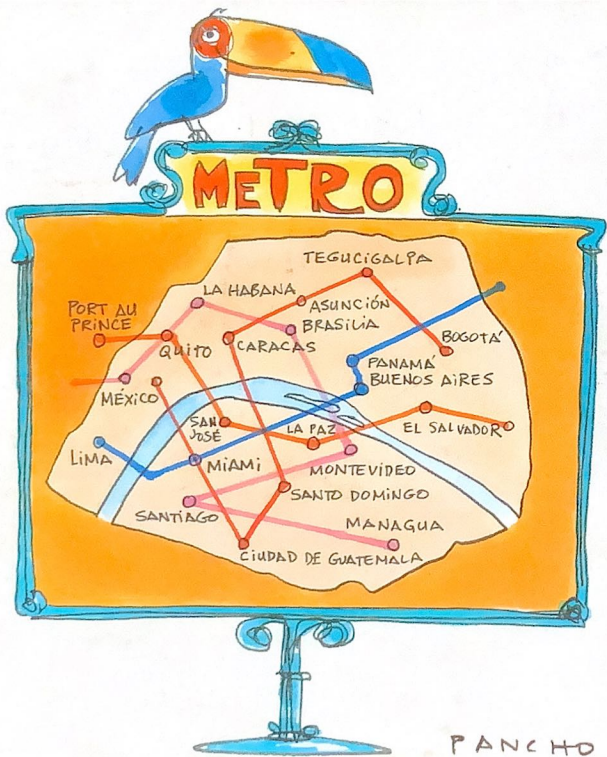 METRO
TEGUCIGALPA
LA HABANA
PORT AU
PRINCE
ASUNCIÓN
BRASILIA
QUITO
CARACAS
BOGOTÁ
PANAMÁ
BUENOS AIRES
MÉXICO
SAN
JOSÉ
LA PAZ
EL SALVADOR
LIMA
MIAMI
MONTEVIDEO
SANTO DOMINGO
SANTIAGO
MANAGUA
CIUDAD DE GUATEMALA
PANCHO